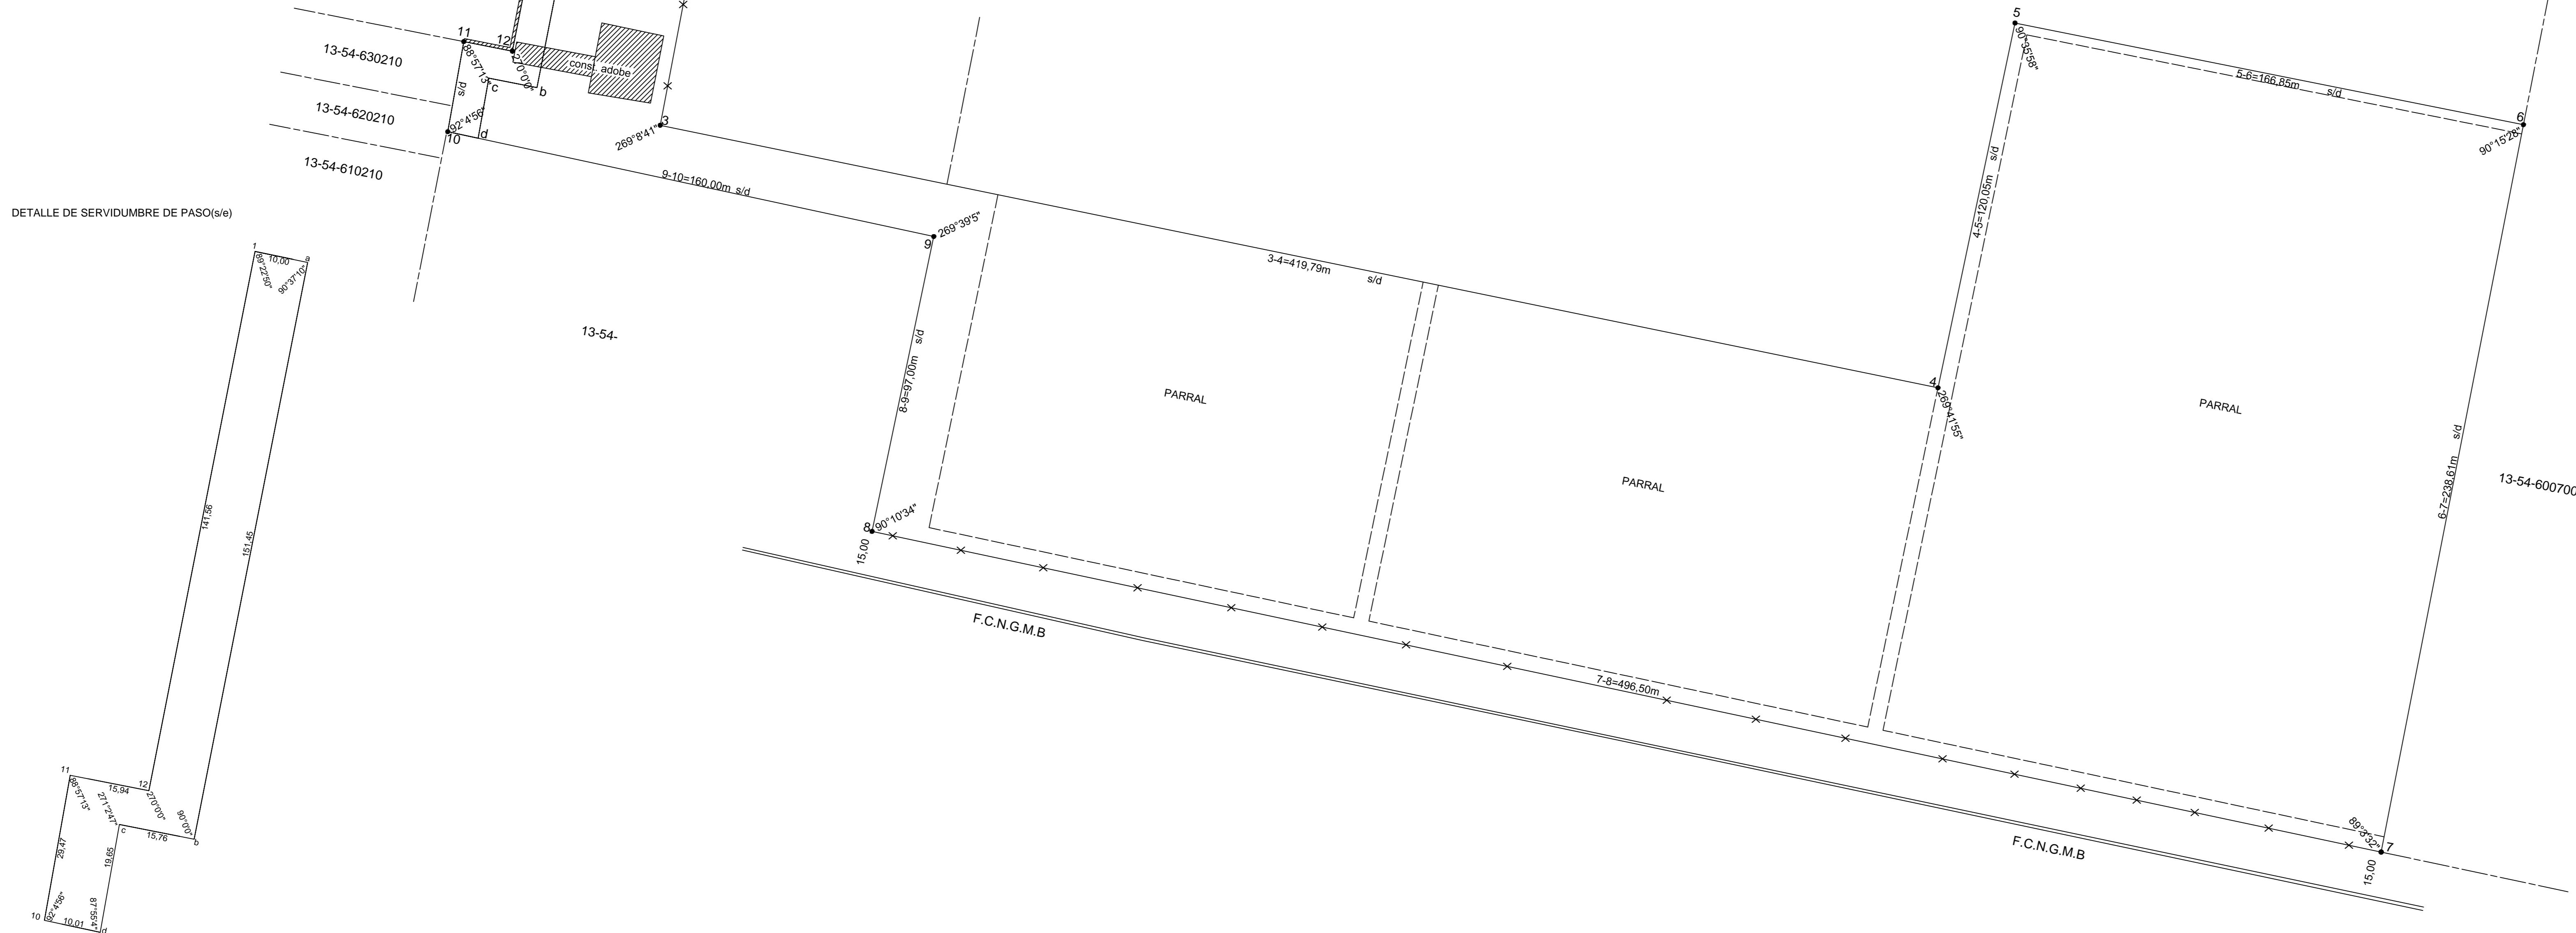 11
12
13-54-630210
88°57'13"
270°0'0"
const. adobe
s/d
c
b
13-54-620210
92°4'56"
10
d
3
269°8'41"
13-54-610210
9-10=160,00m s/d
9
269°39'5"
5
90°35'58"
5-6=166,85m s/d
6
90°15'28"
4-5=120,05m s/d
3-4=419,79m s/d
13-54-
8-9=97,00m s/d
PARRAL
PARRAL
4
269°41'55"
PARRAL
6-7=238,61m s/d
13-54-600700
8
90°10'34"
15,00
F.C.N.G.M.B
7-8=496,50m
F.C.N.G.M.B
89°3'32"
7
15,00
DETALLE DE SERVIDUMBRE DE PASO(s/e)
1
10,00
a
89°22'50"
90°37'10"
141,56
151,45
11
15,94
12
88°57'13"
271°2'47"
270°0'0"
90°0'0"
c
15,76
b
29,47
19,65
92°4'56"
87°55'4"
10
10,01
d